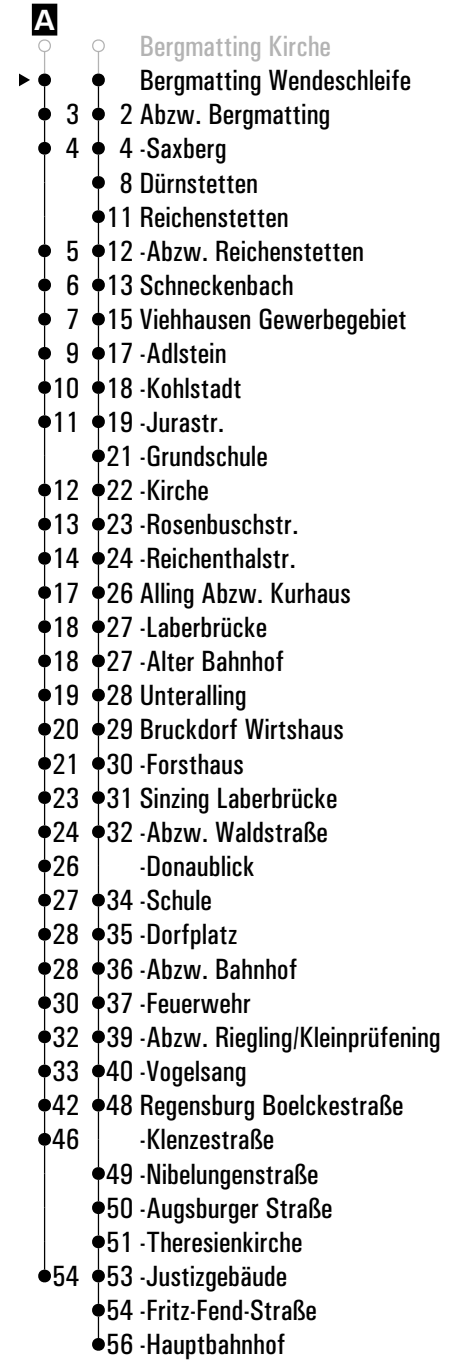 A
Bergmatting Kirche
Bergmatting Wendeschleife
3 2 Abzw. Bergmatting
4 4 -Saxberg
8 Dürnstetten
11 Reichenstetten
5 12 -Abzw. Reichenstetten
6 13 Schneckenbach
7 15 Viehhausen Gewerbegebiet
9 17 -Adlstein
10 18 -Kohlstadt
11 19 -Jurastr.
21 -Grundschule
12 22 -Kirche
13 23 -Rosenbuschstr.
14 24 -Reichenthalstr.
17 26 Alling Abzw. Kurhaus
18 27 -Laberbrücke
18 27 -Alter Bahnhof
19 28 Unteralling
20 29 Bruckdorf Wirtshaus
21 30 -Forsthaus
23 31 Sinzing Laberbrücke
24 32 -Abzw. Waldstraße
26 -Donaublick
27 34 -Schule
28 35 -Dorfplatz
28 36 -Abzw. Bahnhof
30 37 -Feuerwehr
32 39 -Abzw. Riegling/Kleinprüfening
33 40 -Vogelsang
42 48 Regensburg Boelckestraße
46 -Klenzestraße
49 -Nibelungenstraße
50 -Augsburger Straße
51 -Theresienkirche
54 53 -Justizgebäude
54 -Fritz-Fend-Straße
56 -Hauptbahnhof